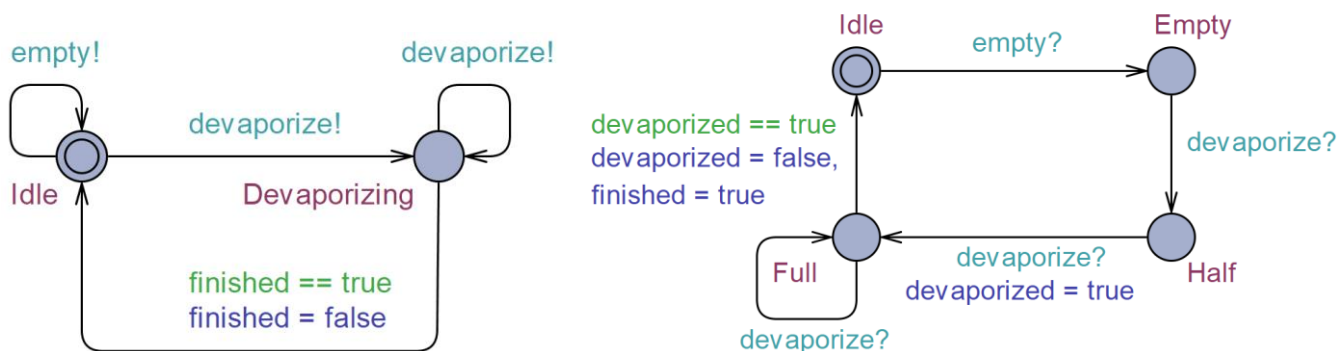 empty!
devaporize!
devaporize!
Idle
Devaporizing
finished == true
finished = false
Idle
empty?
Empty
devaporized == true
devaporized = false,
finished = true
devaporize?
Full
devaporize?
devaporized = true
Half
devaporize?